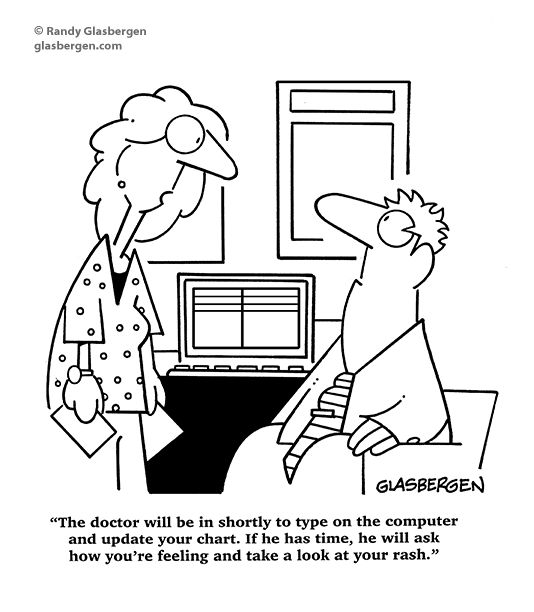 © Randy Glasbergen
glasbergen.com
GLASBERGEN
“The doctor will be in shortly to type on the computer
and update your chart. If he has time, he will ask
how you’re feeling and take a look at your rash.”